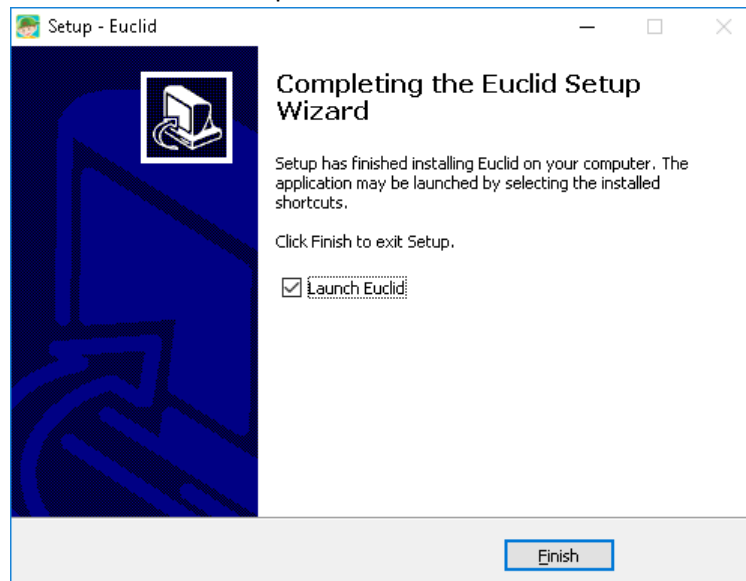 Setup - Euclid
Completing the Euclid Setup
Wizard
Setup has finished installing Euclid on your computer. The
application may be launched by selecting the installed
shortcuts.
Click Finish to exit Setup.
Launch Euclid
Finish